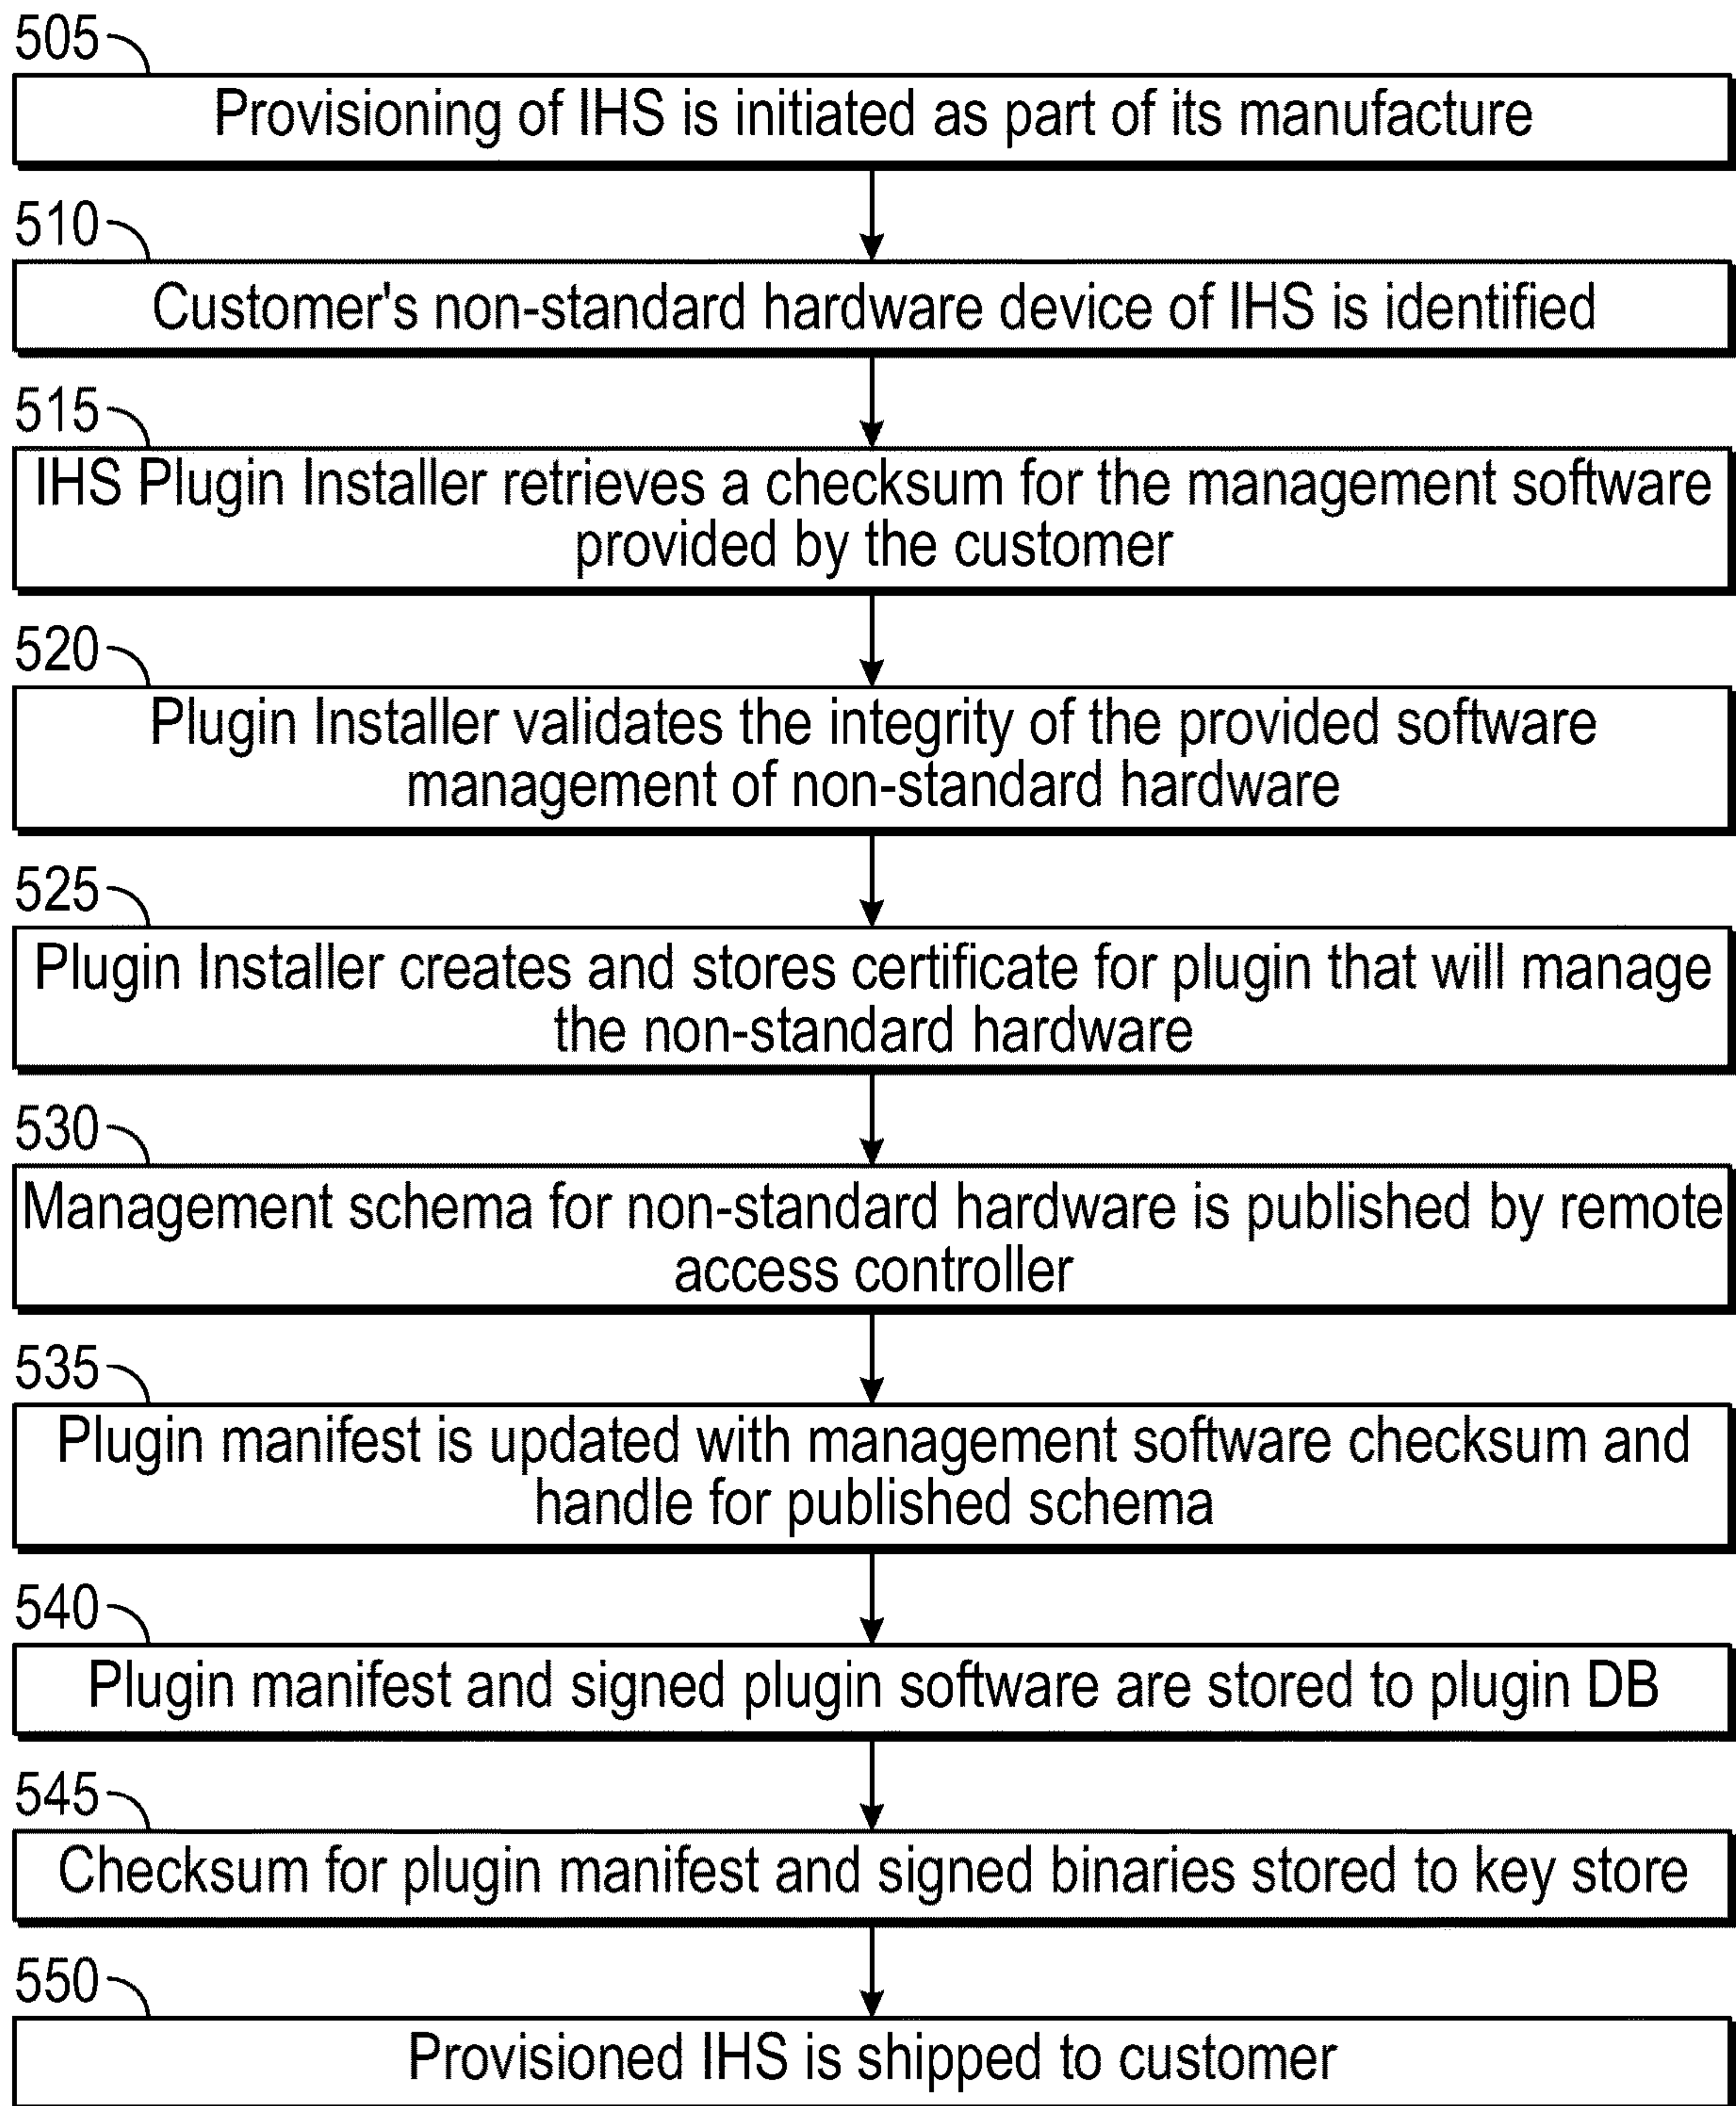 505
Provisioning of IHS is initiated as part of its manufacture
510
Customer's non-standard hardware device of IHS is identified
515
IHS Plugin Installer retrieves a checksum for the management software
provided by the customer
520
Plugin Installer validates the integrity of the provided software
management of non-standard hardware
525
Plugin Installer creates and stores certificate for plugin that will manage
the non-standard hardware
530
Management schema for non-standard hardware is published by remote
access controller
535
Plugin manifest is updated with management software checksum and
handle for published schema
540
Plugin manifest and signed plugin software are stored to plugin DB
545
Checksum for plugin manifest and signed binaries stored to key store
550
Provisioned IHS is shipped to customer